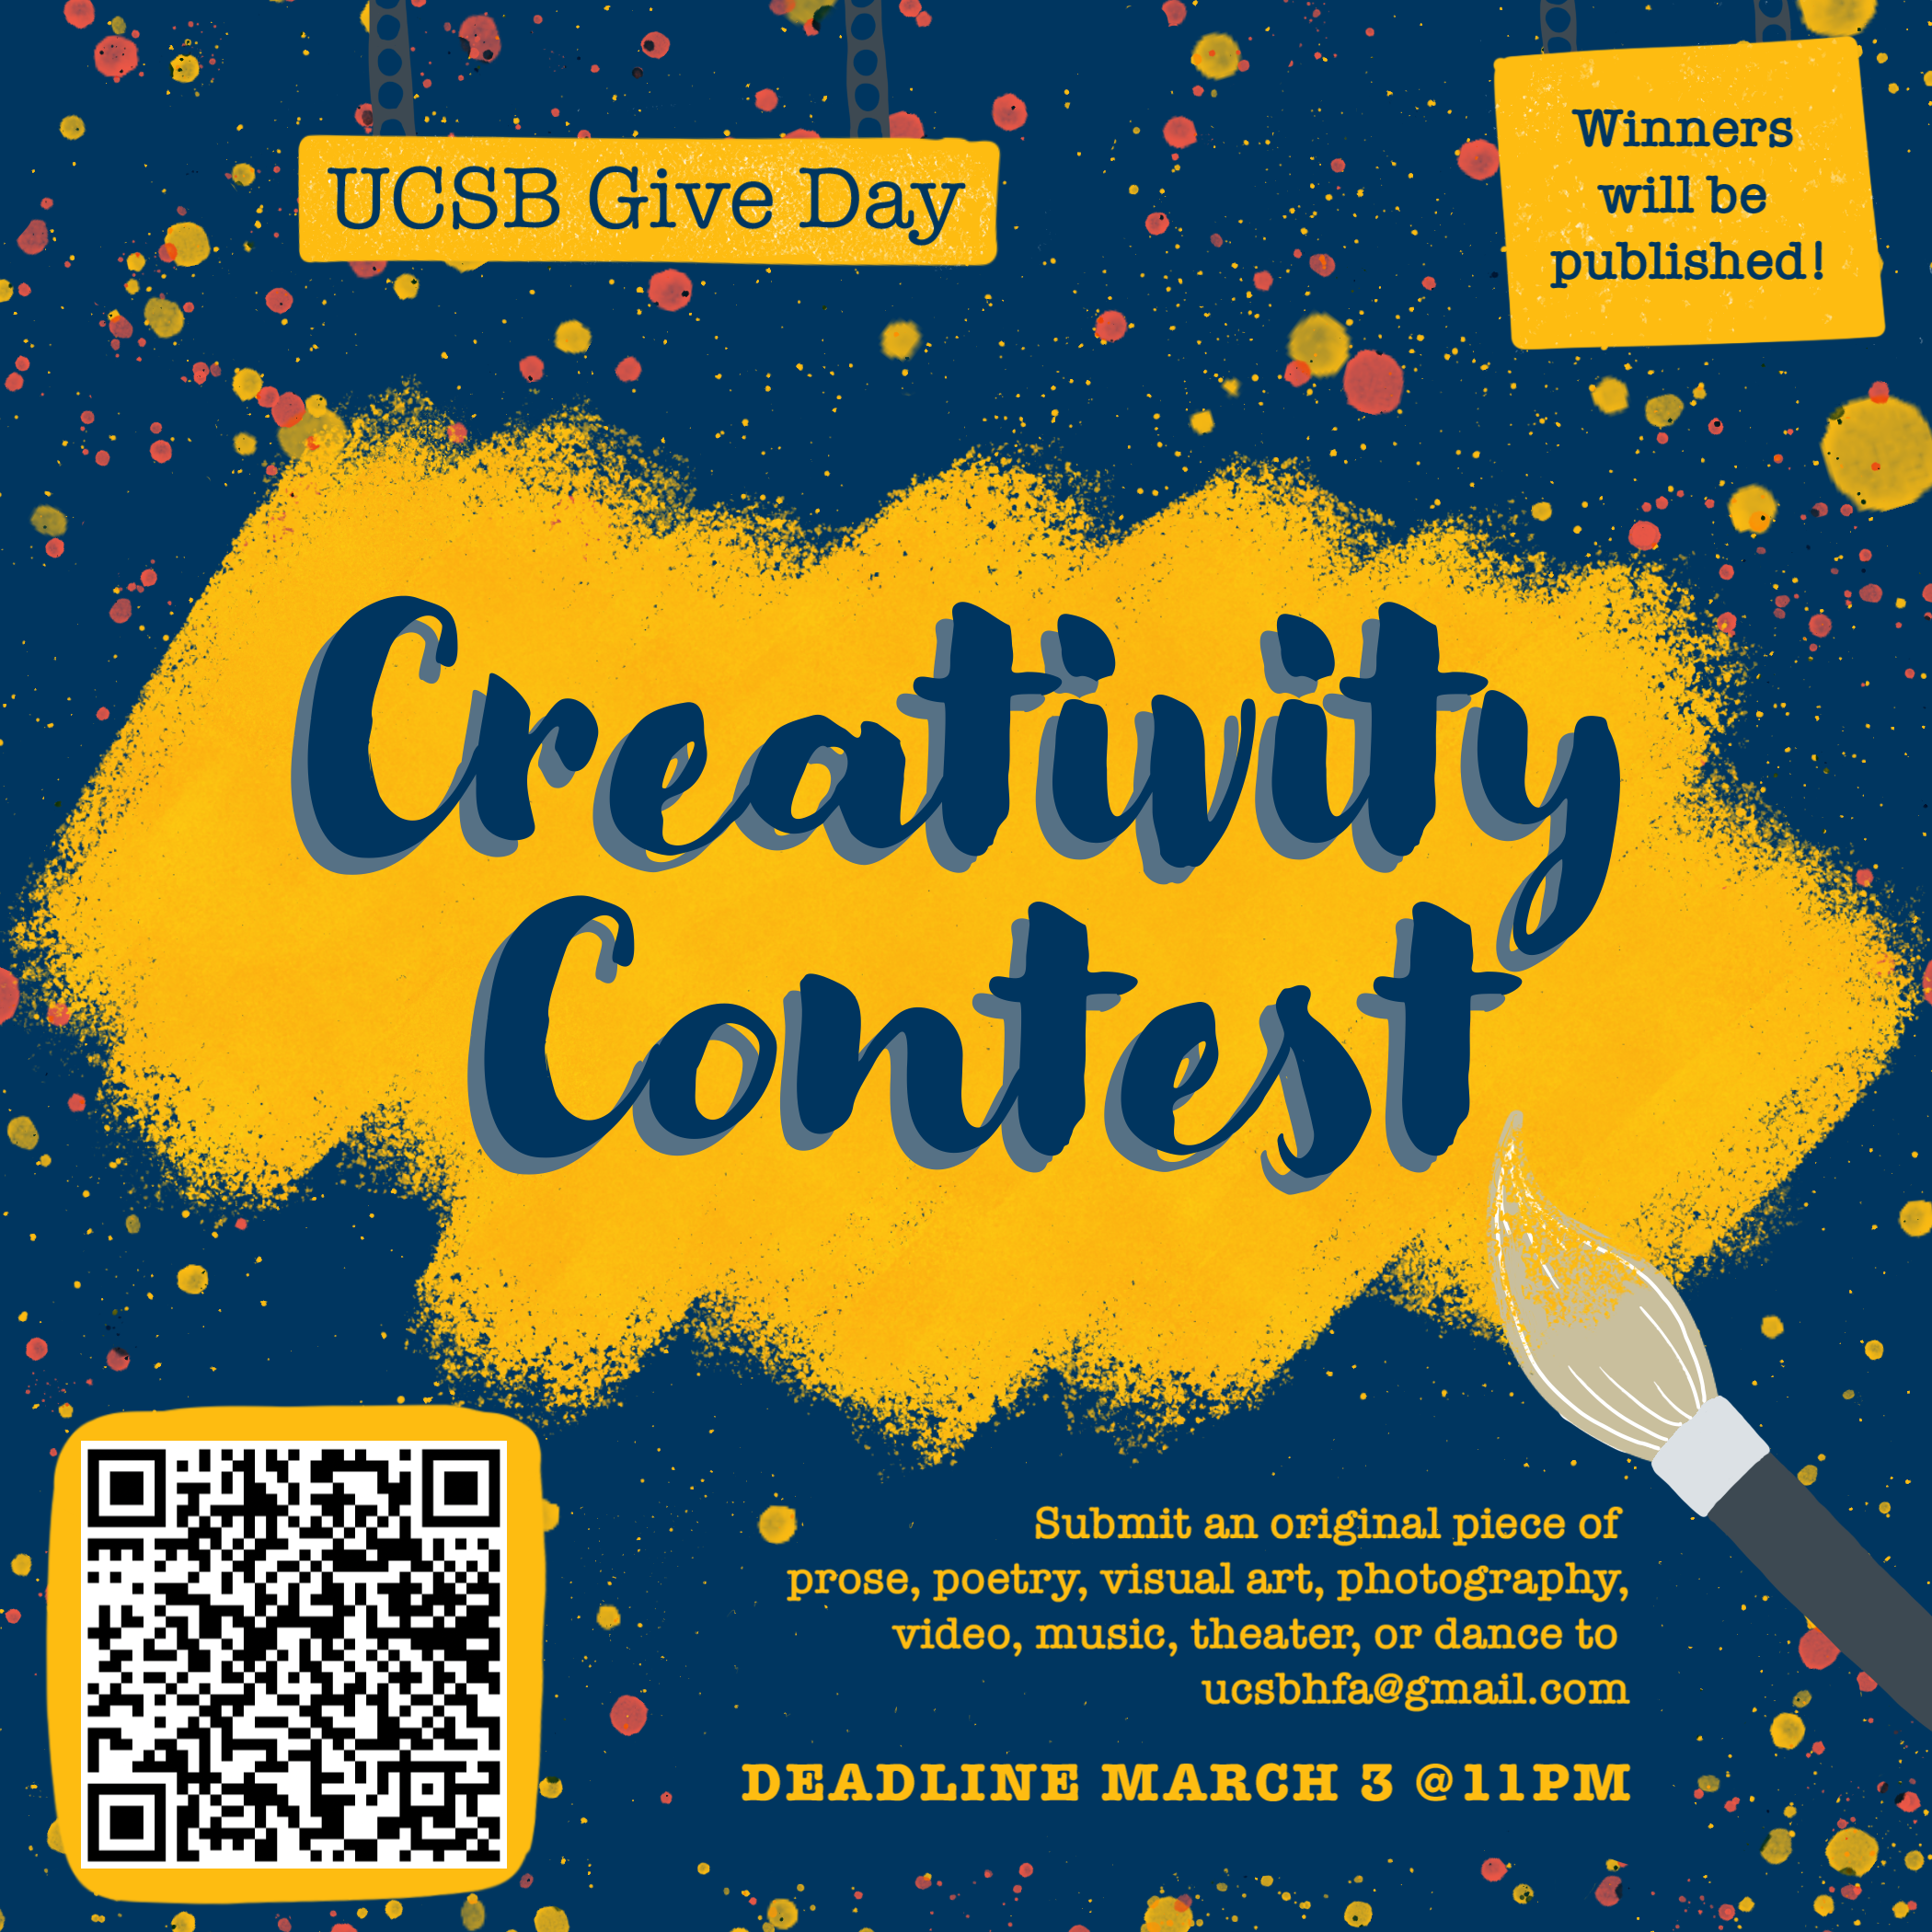 UCSB Give Day
Winners
will be
published!
Creativity
Contest
Submit an original piece of
prose, poetry, visual art, photography,
video, music, theater, or dance to
ucsbhfa@gmail.com
DEADLINE MARCH 3 @11PM